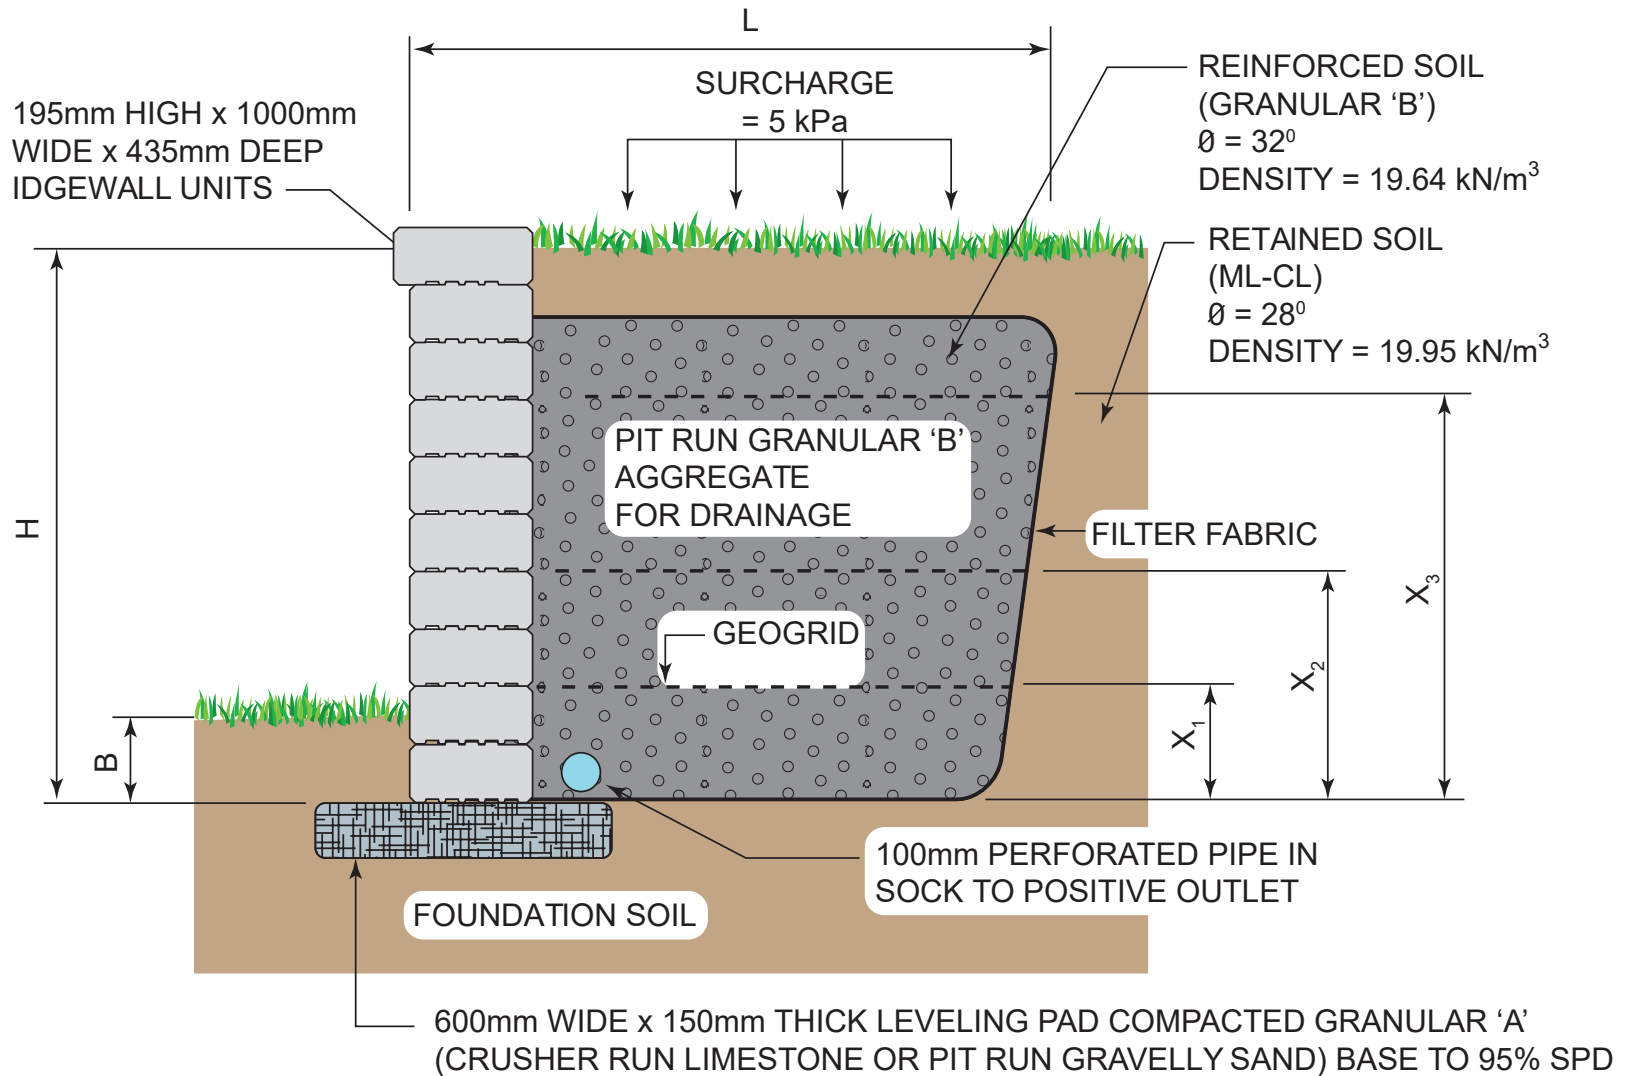 L
SURCHARGE
= 5 kPa
195mm HIGH x 1000mm
WIDE x 435mm DEEP
IDGEWALL UNITS
REINFORCED SOIL
(GRANULAR ‘B’)
Ø = 32⁰
DENSITY = 19.64 kN/m³
RETAINED SOIL
(ML-CL)
Ø = 28⁰
DENSITY = 19.95 kN/m³
PIT RUN GRANULAR ‘B’
AGGREGATE
FOR DRAINAGE
H
FILTER FABRIC
X₃
GEOGRID
X₂
X₁
B
100mm PERFORATED PIPE IN
SOCK TO POSITIVE OUTLET
FOUNDATION SOIL
600mm WIDE x 150mm THICK LEVELING PAD COMPACTED GRANULAR ‘A’
(CRUSHER RUN LIMESTONE OR PIT RUN GRAVELLY SAND) BASE TO 95% SPD